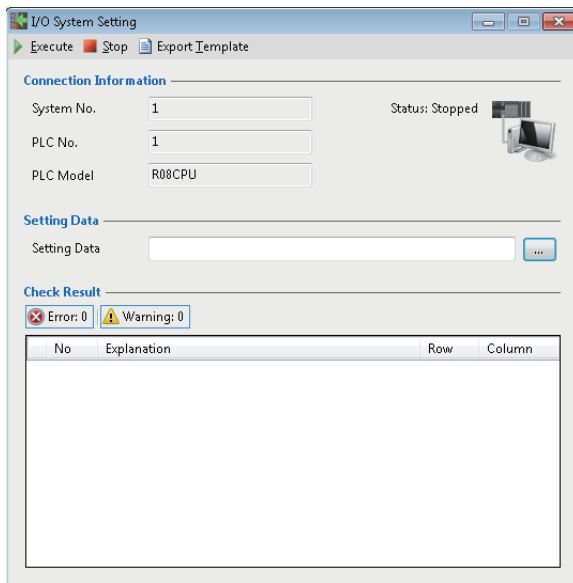 I/O System Setting
Execute Stop Export Template
Connection Information
System No. 1 Status: Stopped
PLC No. 1
PLC Model R08CPU
Setting Data
Setting Data ...
Check Result
Error: 0 Warning: 0
No Explanation Row Column